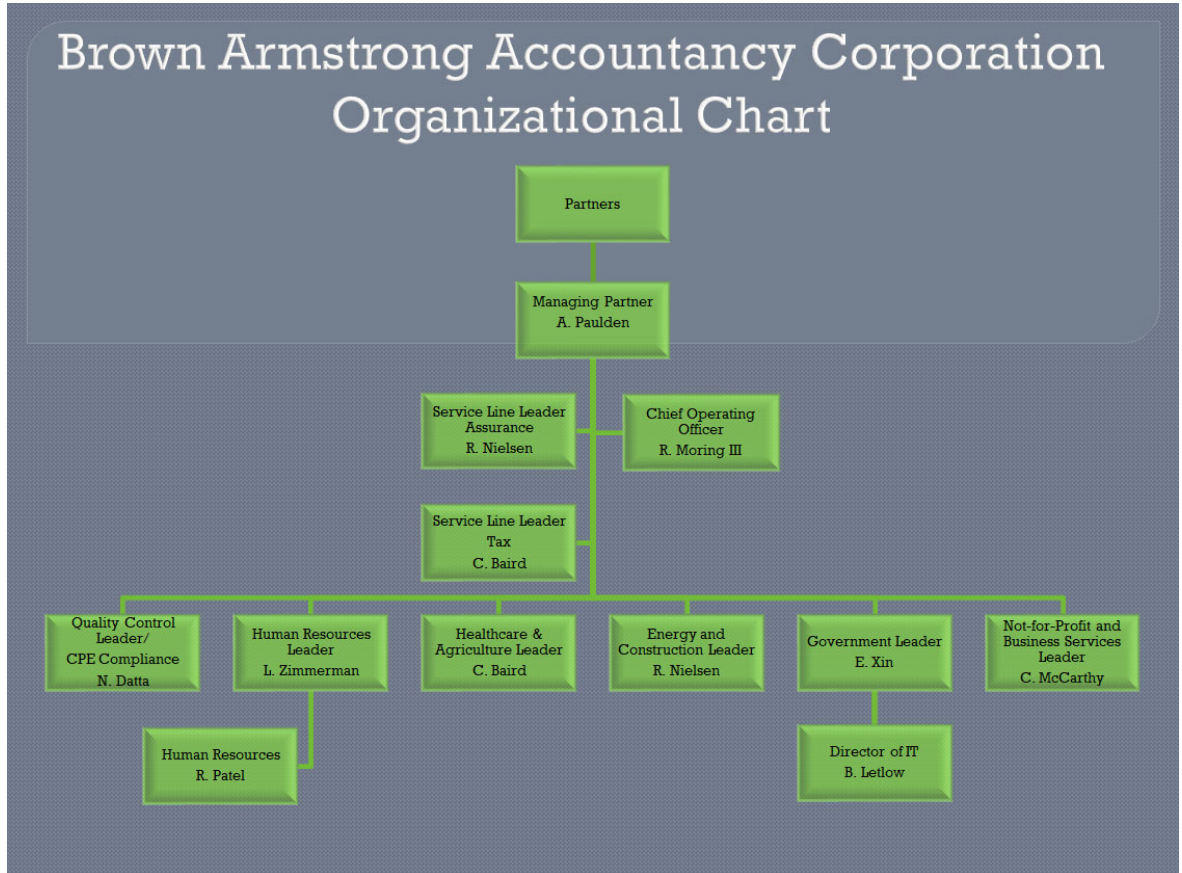 Brown Armstrong Accountancy Corporation
Organizational Chart
Partners
Managing Partner
A. Paulden
Service Line Leader
Assurance
R. Nielsen
Chief Operating
Officer
R. Moring III
Service Line Leader
Tax
C. Baird
Quality Control
Leader/
CPE Compliance
N. Datta
Human Resources
Leader
L. Zimmerman
Healthcare &
Agriculture Leader
C. Baird
Energy and
Construction Leader
R. Nielsen
Government Leader
E. Xin
Not-for-Profit and
Business Services
Leader
C. McCarthy
Human Resources
R. Patel
Director of IT
B. Letlow